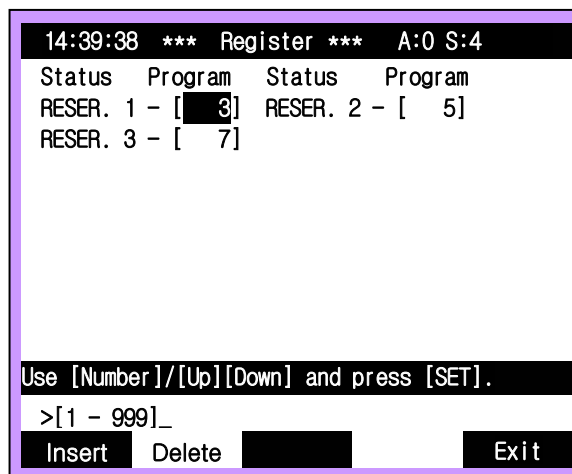 14:39:38 *** Register *** A:0 S:4
Status Program Status Program
RESER. 1 - [ 3] RESER. 2 - [ 5]
RESER. 3 - [ 7]
Use [Number]/[Up][Down] and press [SET].
>[1 - 999]_
Insert Delete Exit